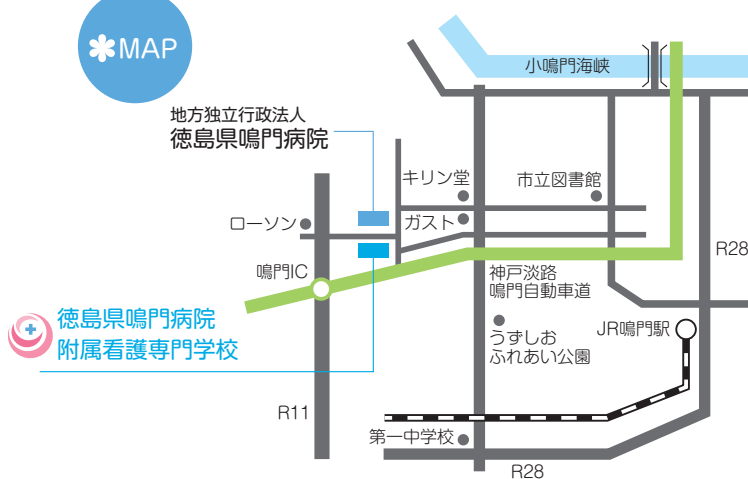 MAP
小鳴門海峡
地方独立行政法人
徳島県鳴門病院
キリン堂
市立図書館
ローソン
ガスト
R28
鳴門IC
神戸淡路
鳴門自動車道
徳島県鳴門病院
附属看護専門学校
うずしお
ふれあい公園
JR鳴門駅
R11
第一中学校
R28